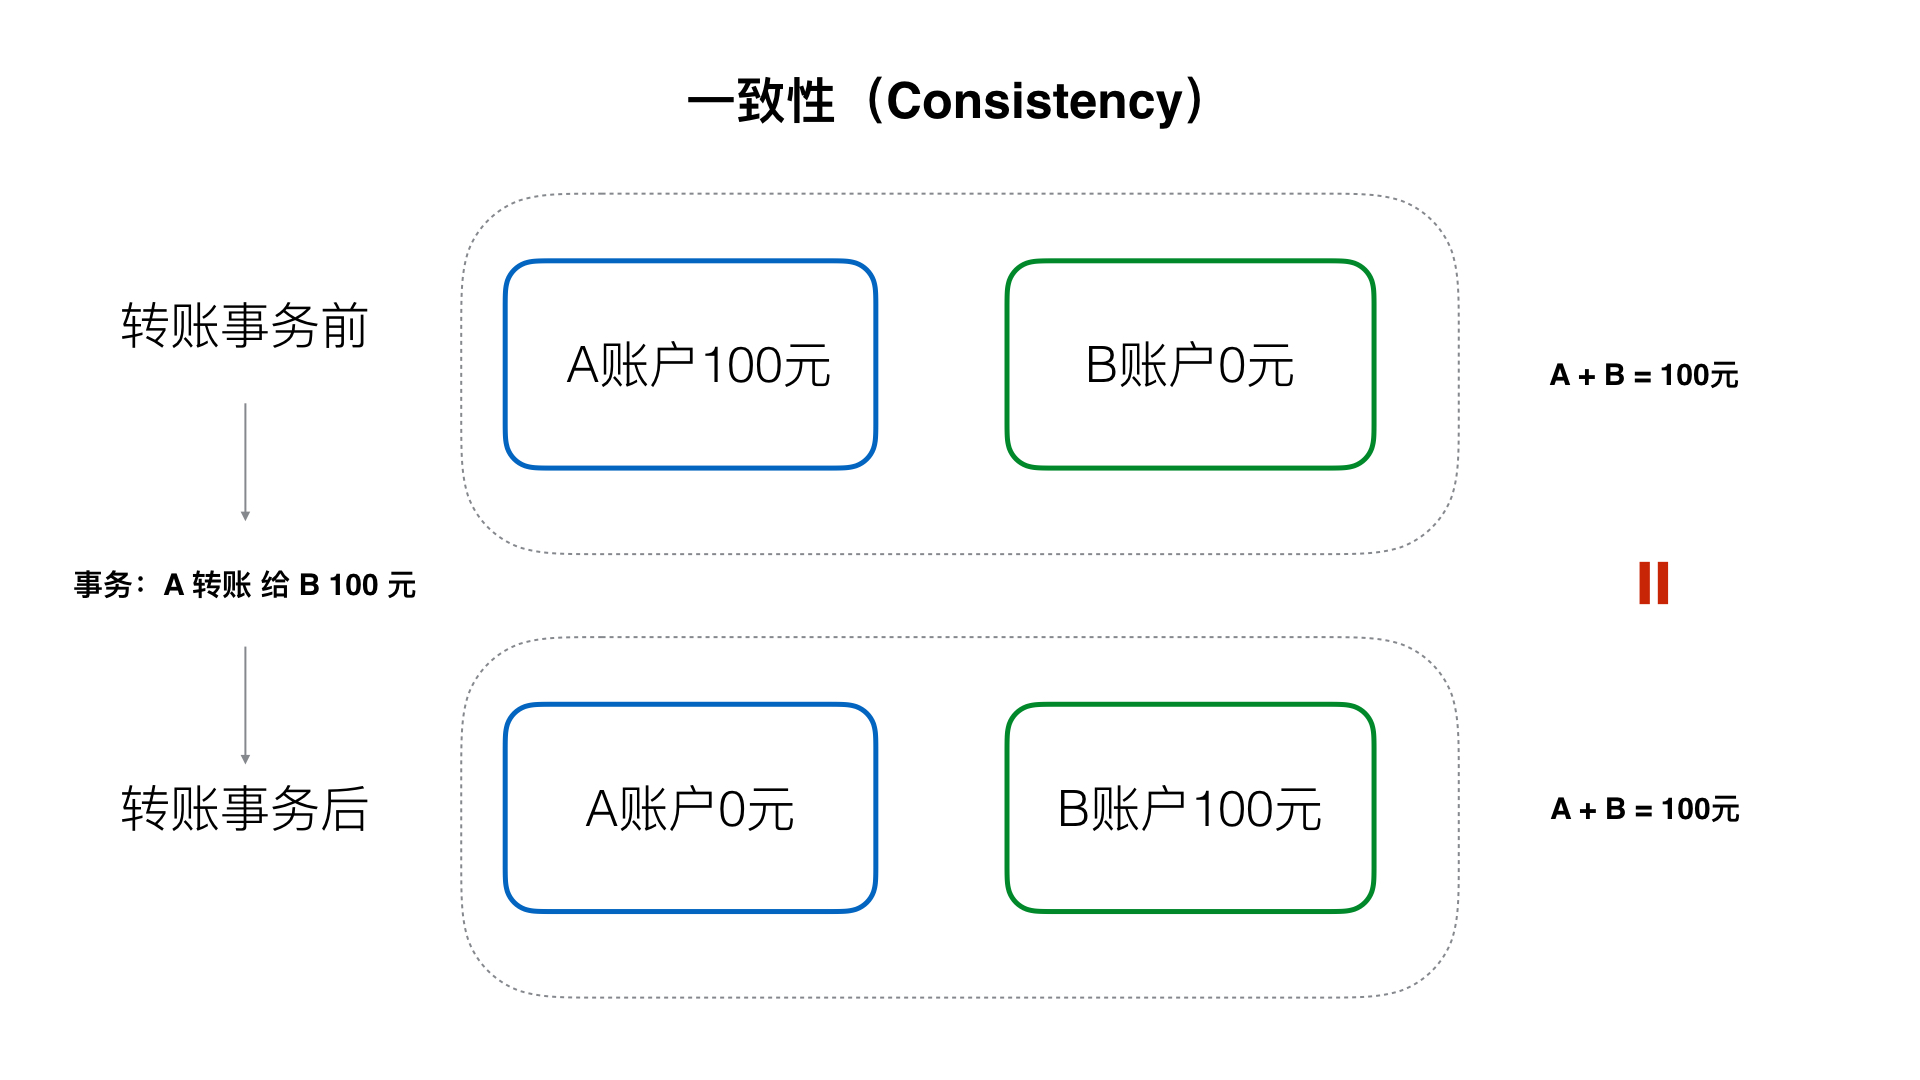 一致性（Consistency）
转账事务前
A账户100元
B账户0元
A + B = 100元
事务：A 转账 给 B 100 元
=
转账事务后
A账户0元
B账户100元
A + B = 100元